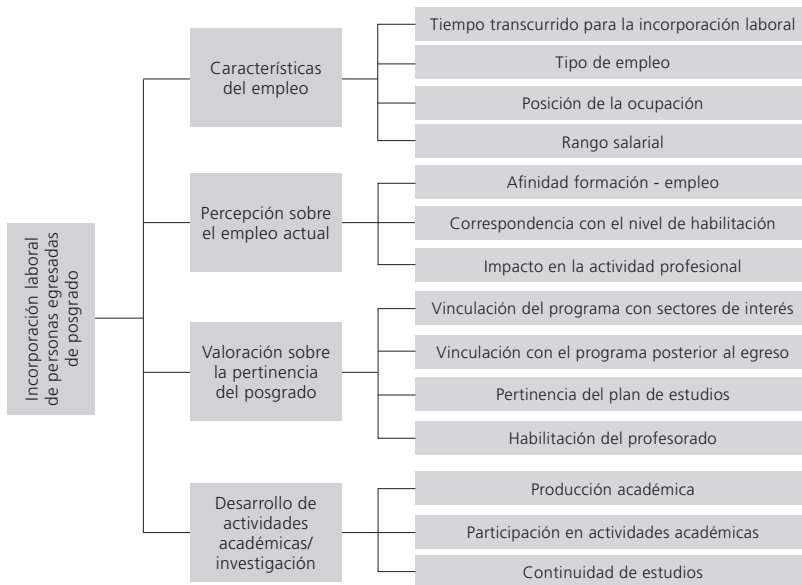 Incorporación laboral
de personas egresadas
de posgrado
Características
del empleo
Tiempo transcurrido para la incorporación laboral
Tipo de empleo
Posición de la ocupación
Rango salarial
Percepción sobre
el empleo actual
Afinidad formación - empleo
Correspondencia con el nivel de habilitación
Impacto en la actividad profesional
Valoración sobre
la pertinencia
del posgrado
Vinculación del programa con sectores de interés
Vinculación con el programa posterior al egreso
Pertinencia del plan de estudios
Habilitación del profesorado
Desarrollo de
actividades
académicas/
investigación
Producción académica
Participación en actividades académicas
Continuidad de estudios